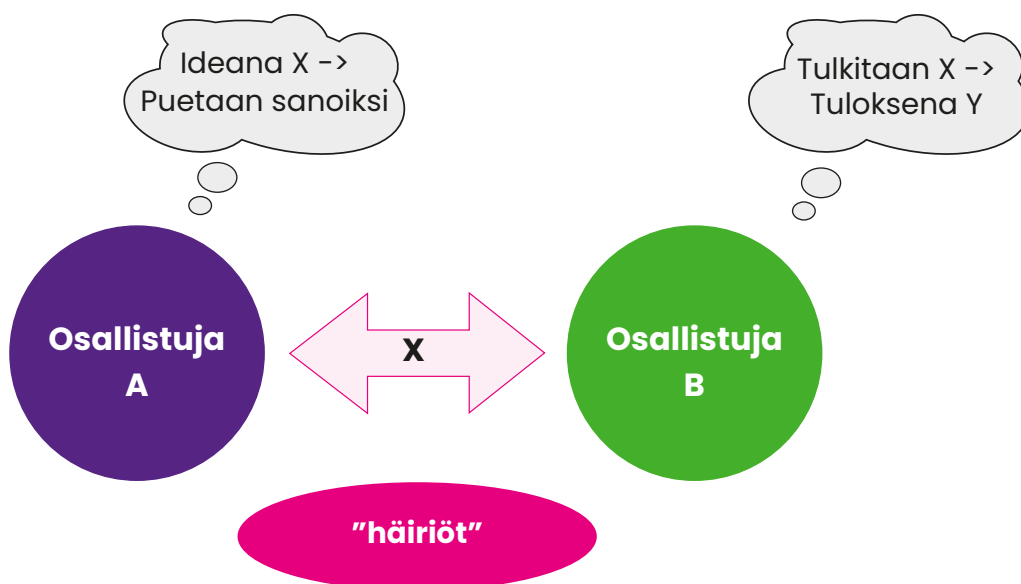 Ideana X ->
Puetaan sanoiksi
Tulkitaan X ->
Tuloksena Y
Osallistuja
A
X
Osallistuja
B
”häiriöt”